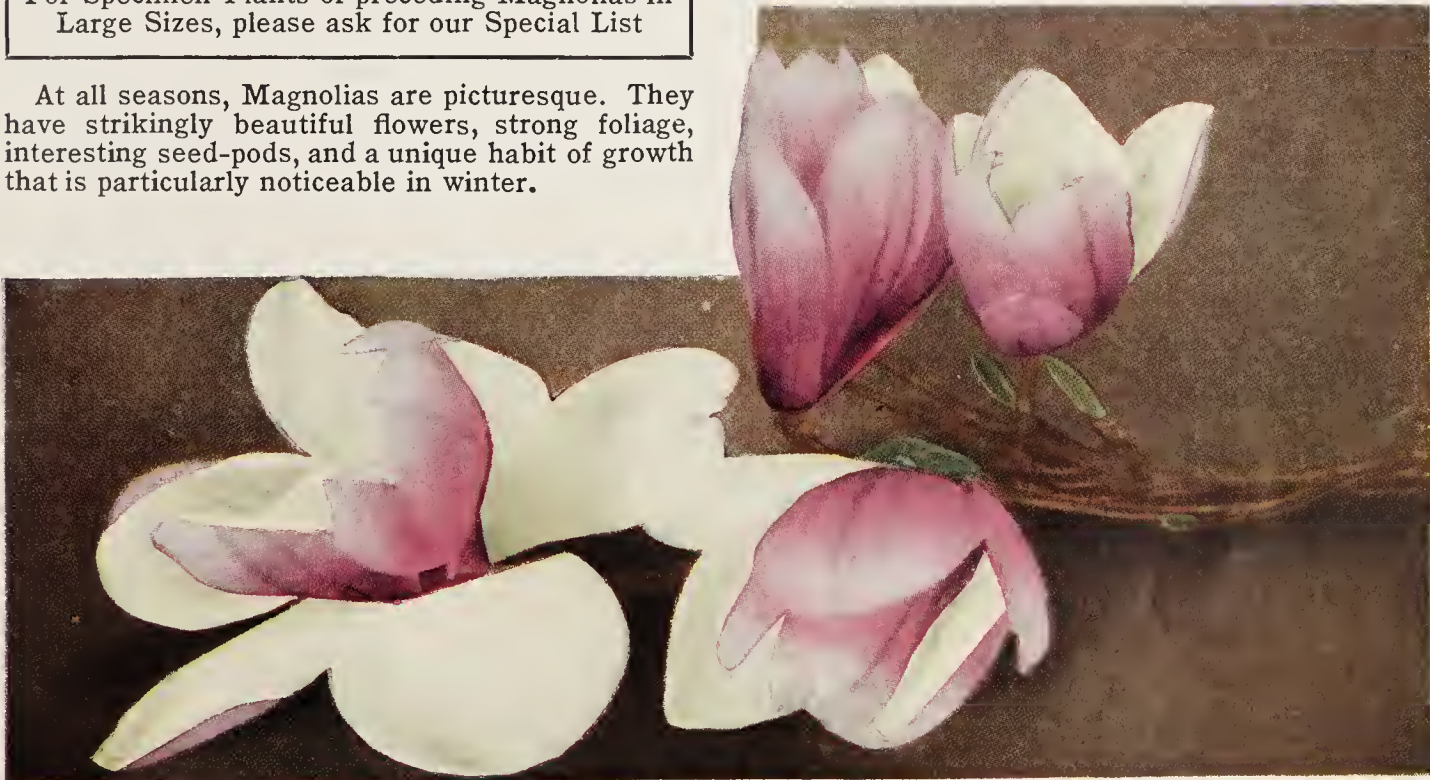 For Specimen Plants of preceding Magnolias in
Large Sizes, please ask for our Special List
At all seasons, Magnolias are picturesque. They
have strikingly beautiful flowers, strong foliage,
interesting seed-pods, and a unique habit of growth
that is particularly noticeable in winter.